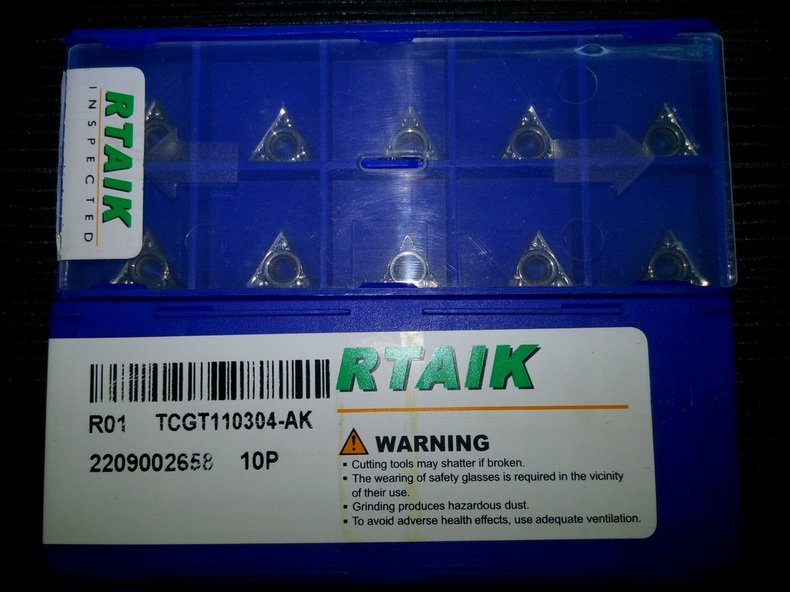 RTAIK
INSPECTED
RTAIK
R01 TCGT110304-AK
2209002658 10P
WARNING
▪ Cutting tools may shatter if broken.
▪ The wearing of safety glasses is required in the vicinity
of their use.
▪ Grinding produces hazardous dust.
▪ To avoid adverse health effects, use adequate ventilation.